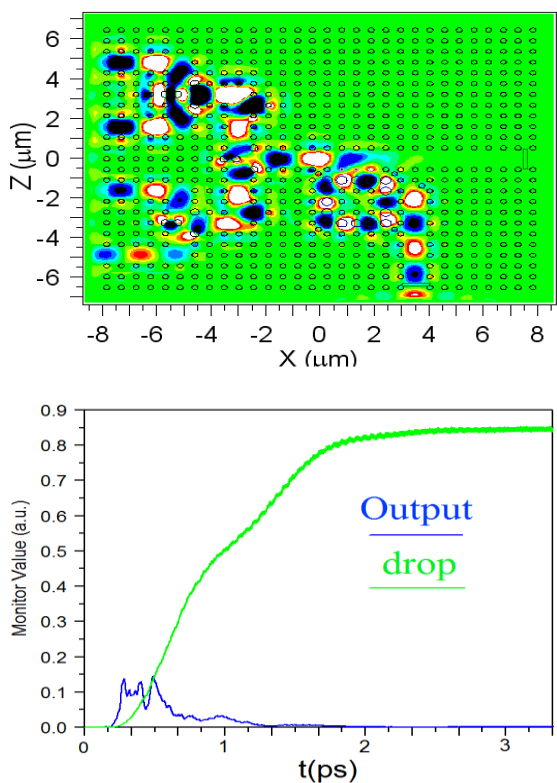 6
4
2
0
-2
-4
-6
Z (μm)
-8 -6 -4 -2 0 2 4 6 8
X (μm)
0.9
0.8
0.7
0.6
0.5
0.4
0.3
0.2
0.1
0.0
Monitor Value (a.u.)
Output
drop
0 1 2 3
t(ps)